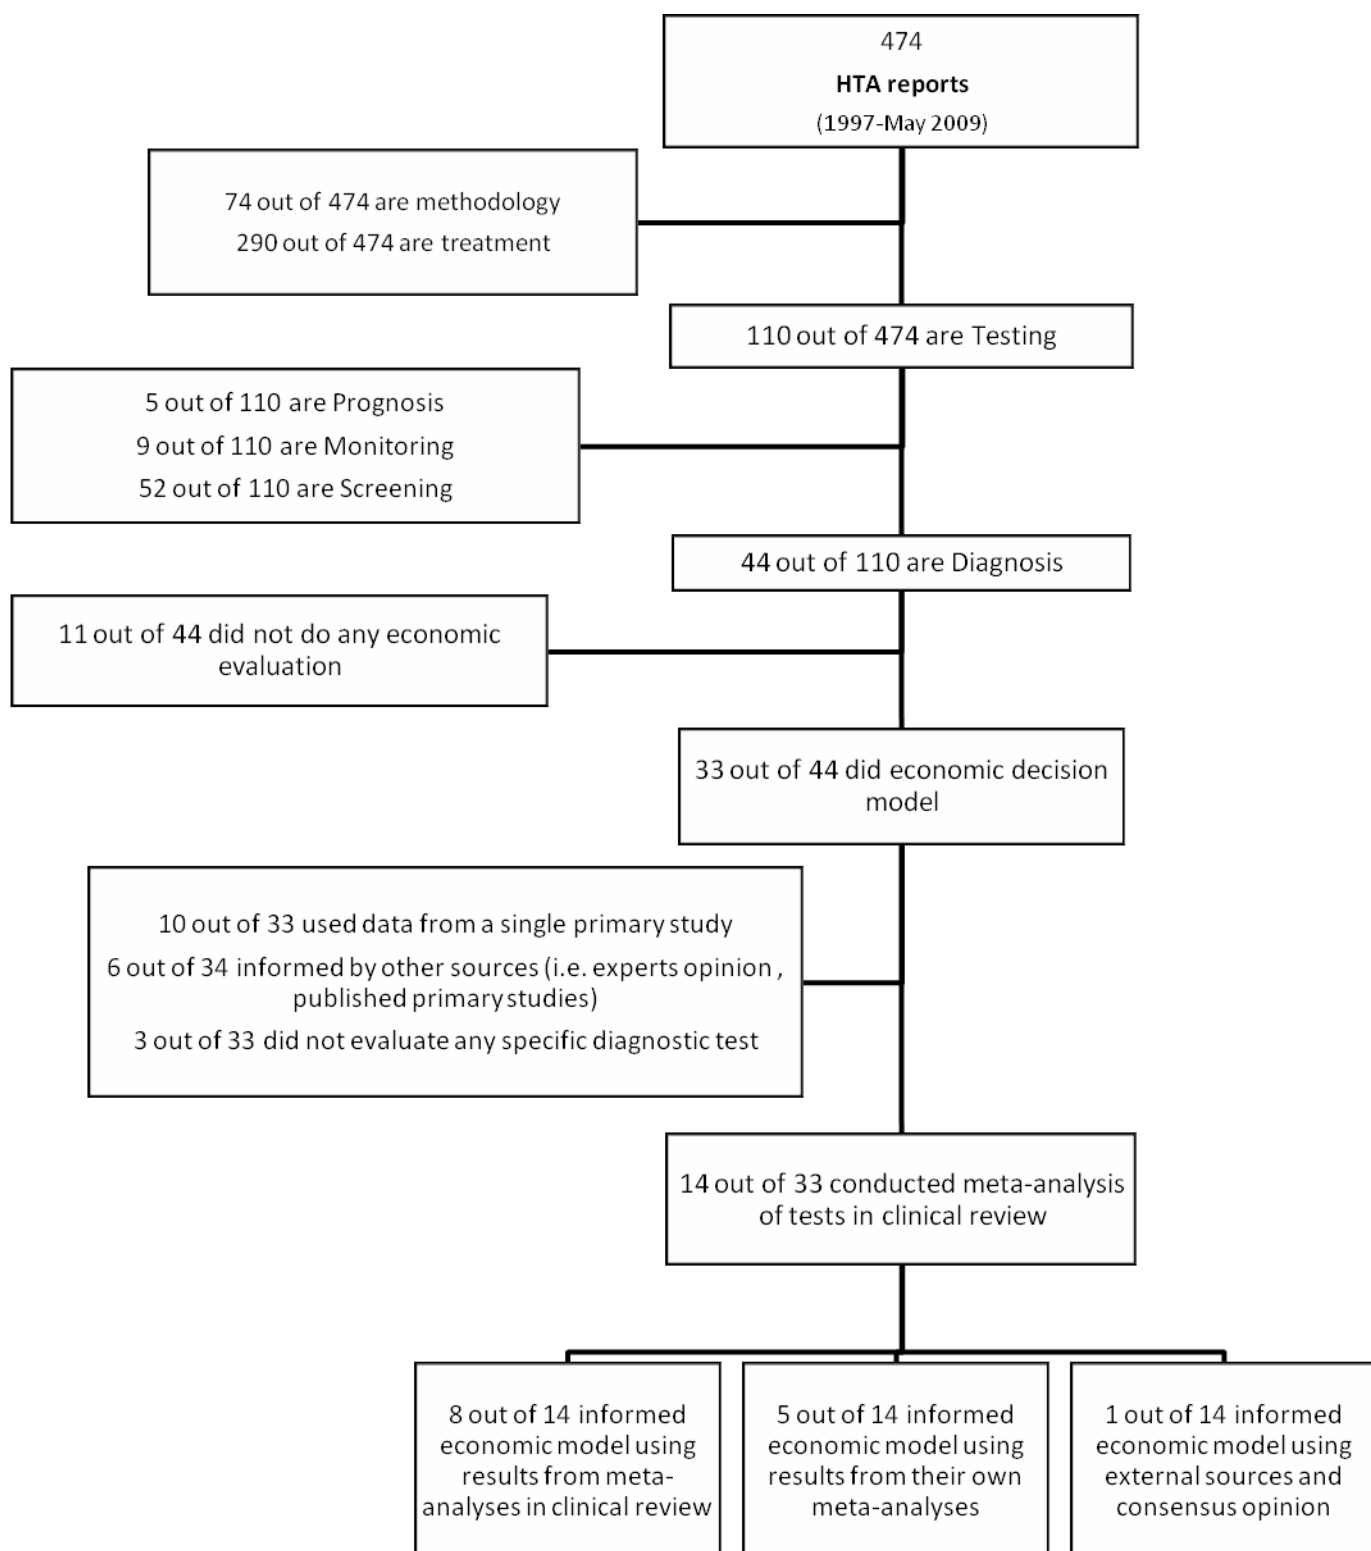 474
HTA reports
(1997-May 2009)
74 out of 474 are methodology
290 out of 474 are treatment
110 out of 474 are Testing
5 out of 110 are Prognosis
9 out of 110 are Monitoring
52 out of 110 are Screening
44 out of 110 are Diagnosis
11 out of 44 did not do any economic
evaluation
33 out of 44 did economic decision
model
10 out of 33 used data from a single primary study
6 out of 34 informed by other sources (i.e. experts opinion ,
published primary studies)
3 out of 33 did not evaluate any specific diagnostic test
14 out of 33 conducted meta-analysis
of tests in clinical review
8 out of 14 informed
economic model using
results from meta-
analyses in clinical review
5 out of 14 informed
economic model using
results from their own
meta-analyses
1 out of 14 informed
economic model using
external sources and
consensus opinion